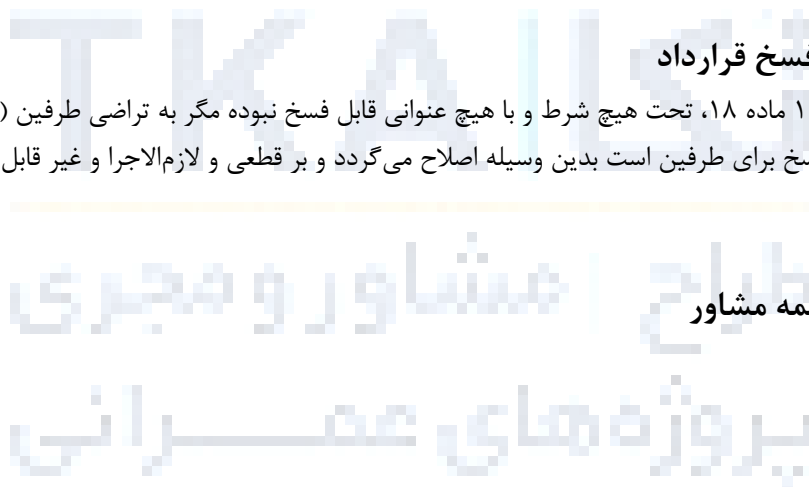 TKA تکا
فسخ قرارداد
۱ ماده ۱۸، تحت هیچ شرط و با هیچ عنوانی قابل فسخ نبوده مگر به تراضی طرفین (
سخ برای طرفین است بدین وسیله اصلاح می‌گردد و بر قطعی و لازم‌الاجرا و غیر قابل
طراح | مشاور و مجری
مه مشاور
پروژه‌های عمرانی